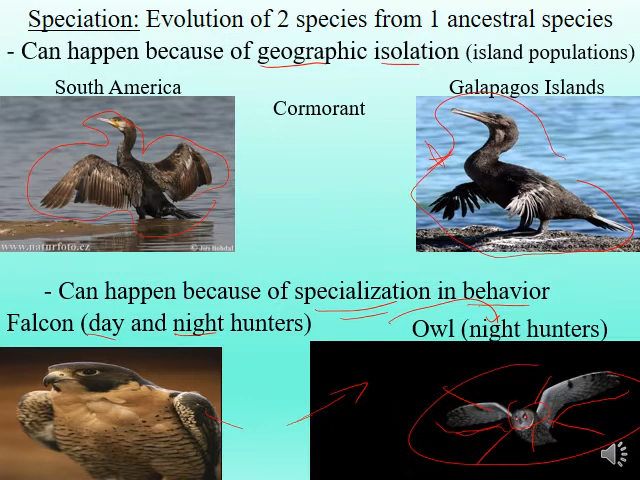 Speciation: Evolution of 2 species from 1 ancestral species
- Can happen because of geographic isolation (island populations)
South America
Galapagos Islands
Cormorant
www.naturfoto.cz
- Can happen because of specialization in behavior
Falcon (day and night hunters)
Owl (night hunters)